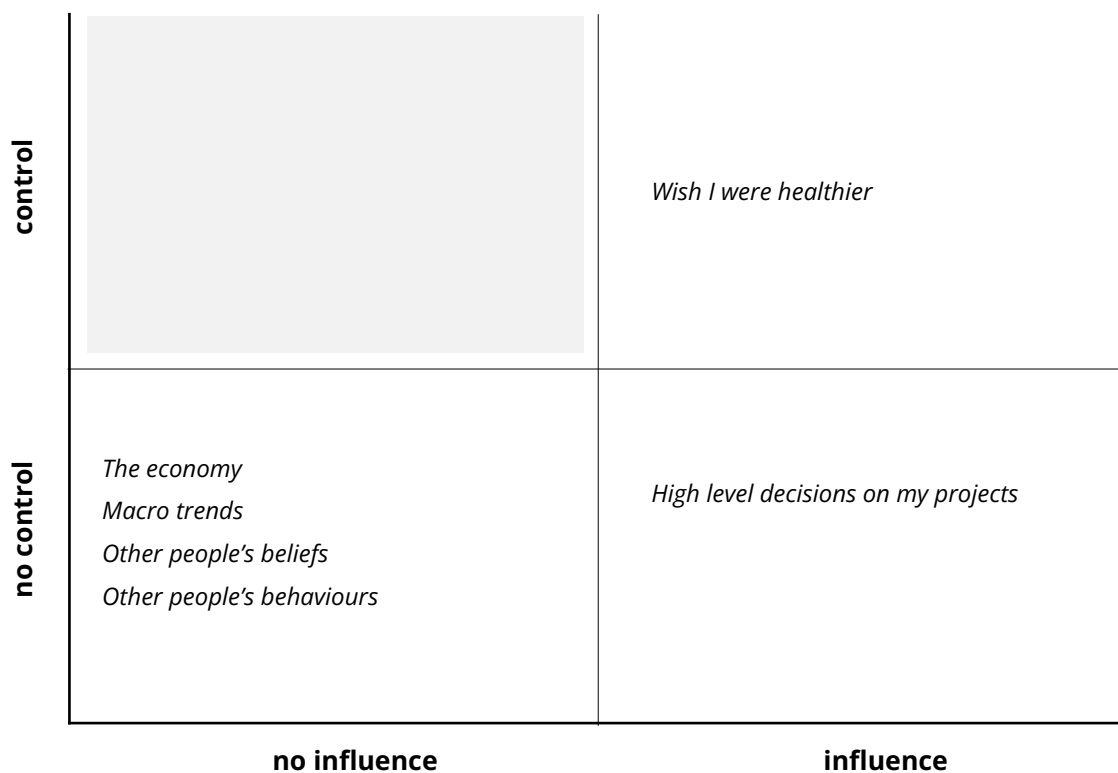 control
Wish I were healthier
no control
The economy
Macro trends
Other people’s beliefs
Other people’s behaviours
High level decisions on my projects
no influence
influence